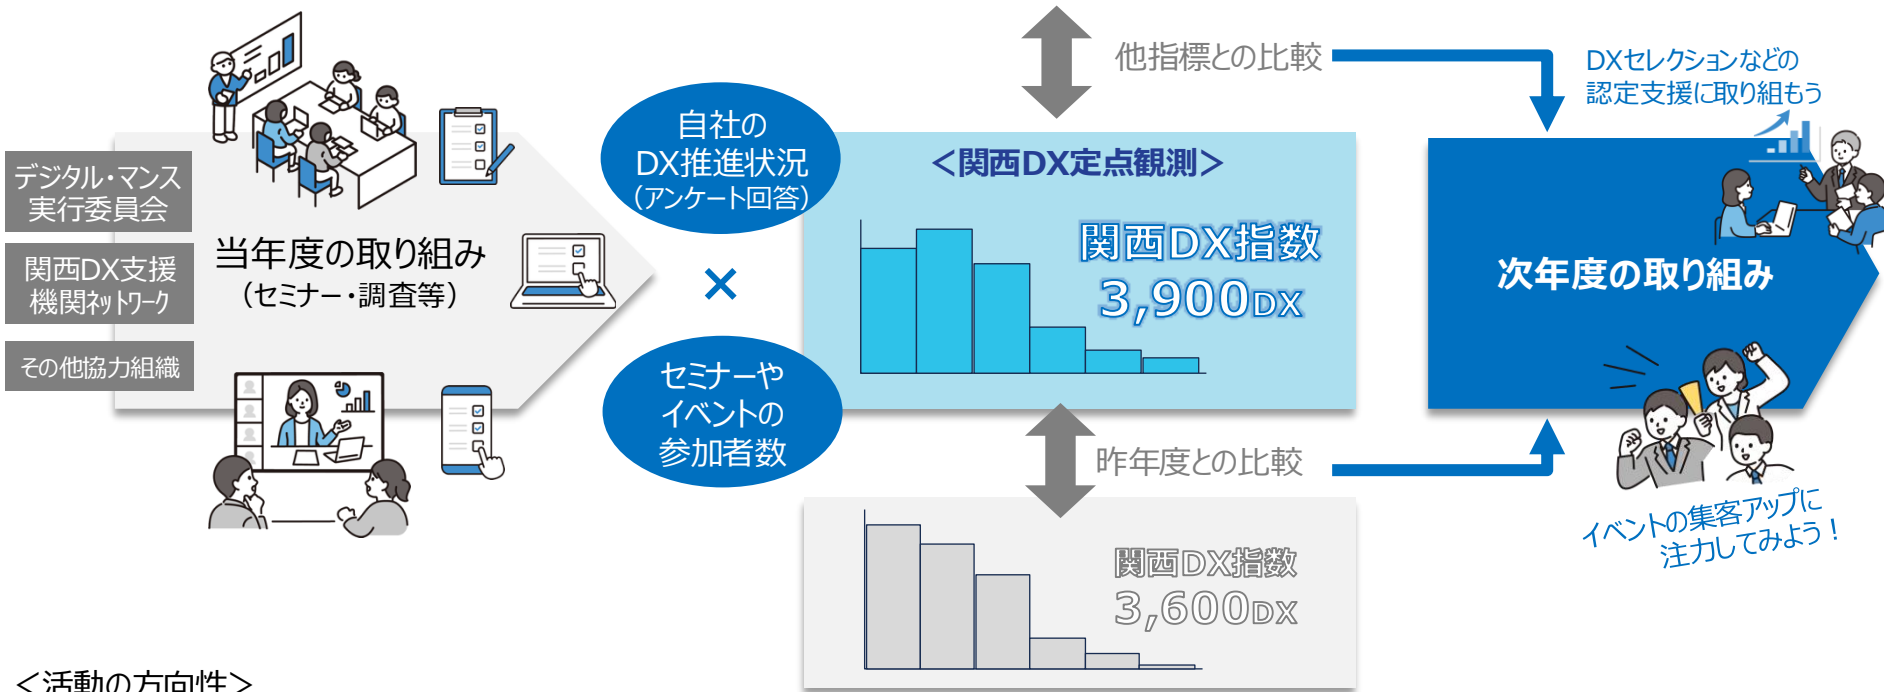 デジタル・マンス
実行委員会
関西DX支援
機関ネットワーク
その他協力組織
当年度の取り組み
（セミナー・調査等）
自社の
DX推進状況
（アンケート回答）
×
セミナーや
イベントの
参加者数
他指標との比較
＜関西DX定点観測＞
関西DX指数
3,900DX
昨年度との比較
関西DX指数
3,600DX
DXセレクションなどの
認定支援に取り組もう
次年度の取り組み
イベントの集客アップに
注力してみよう！
＜活動の方向性＞